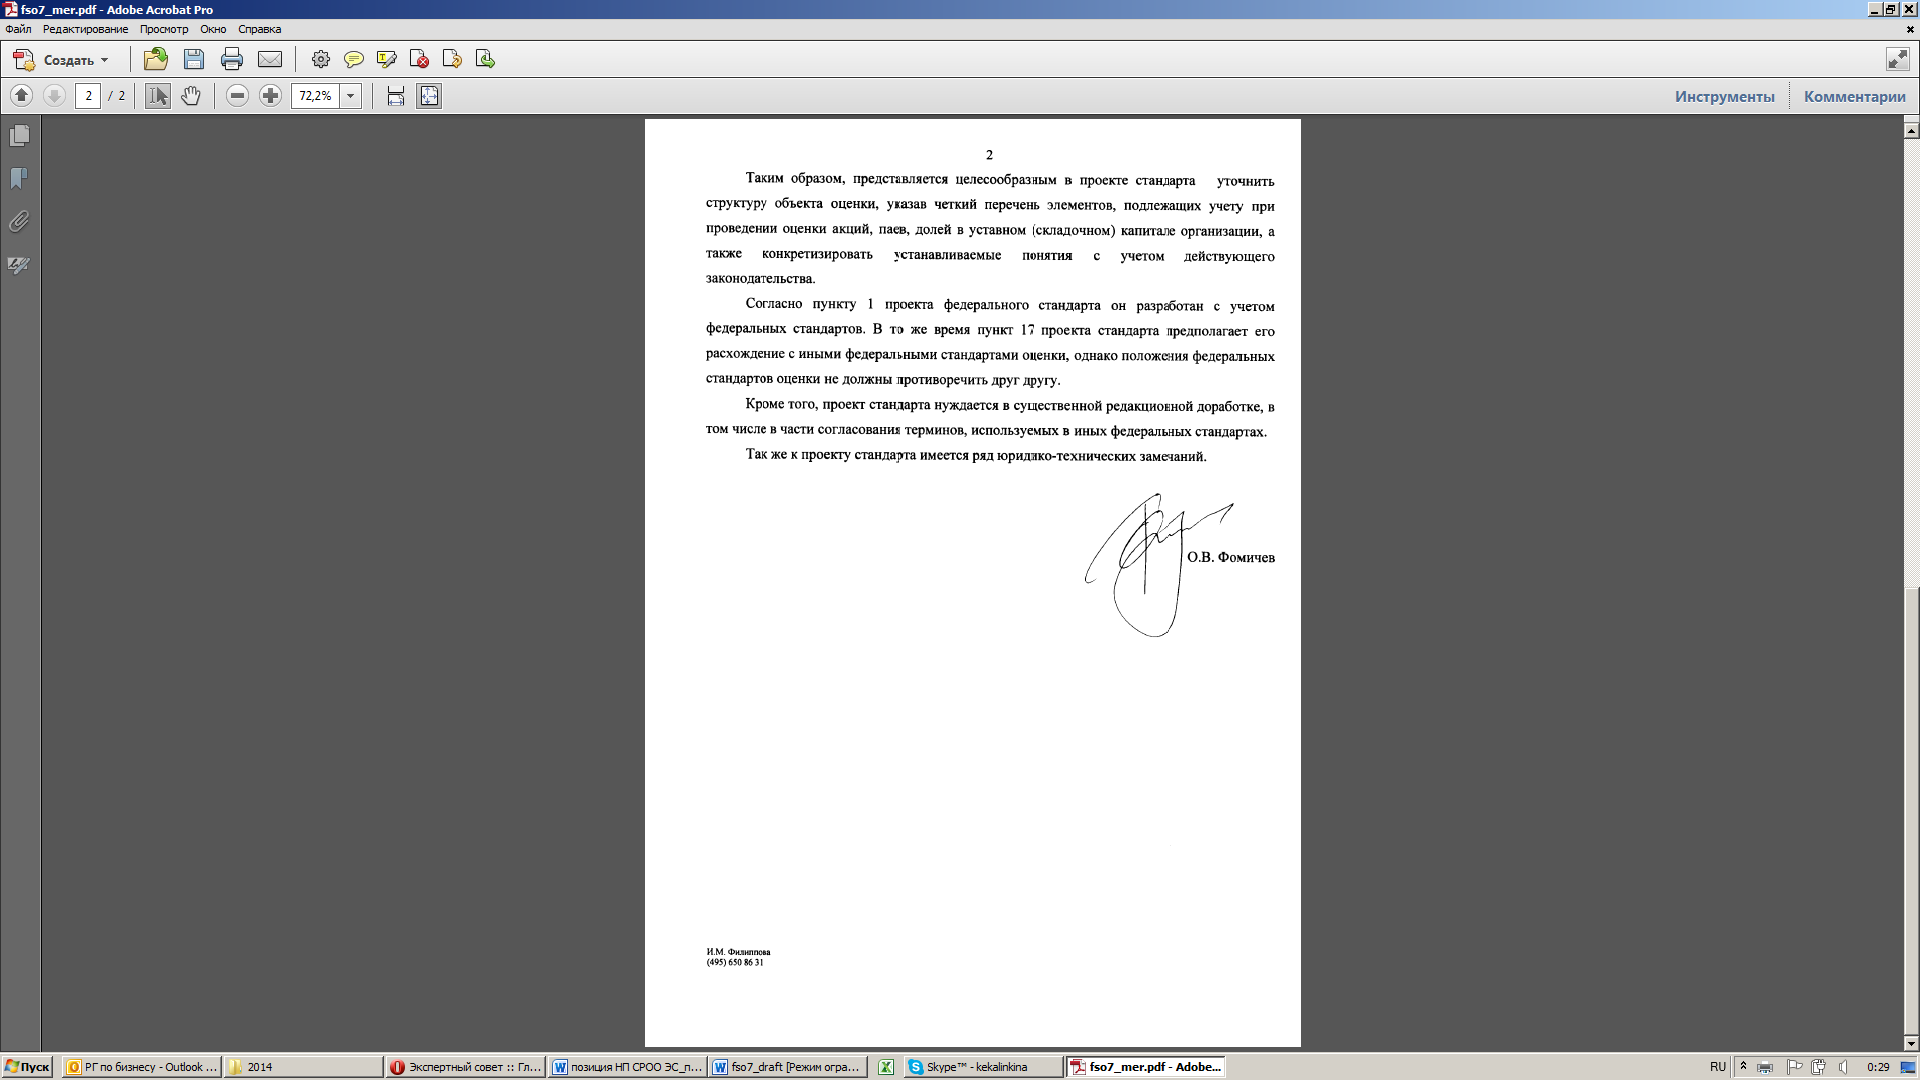 fso7_mer.pdf - Adobe Acrobat Pro
Файл Редактирование Просмотр Окно Справка
Создать
2 / 2 72,2% Инструменты Комментарии
2
Таким образом, представляется целесообразным в проекте стандарта уточнить
структуру объекта оценки, указав четкий перечень элементов, подлежащих учету при
проведении оценки акций, паев, долей в уставном (складочном) капитале организации, а
также конкретизировать устанавливаемые понятия с учетом действующего
законодательства.
Согласно пункту 1 проекта федерального стандарта он разработан с учетом
федеральных стандартов. В то же время пункт 17 проекта стандарта предполагает его
расхождение с иными федеральными стандартами оценки, однако положения федеральных
стандартов оценки не должны противоречить друг другу.
Кроме того, проект стандарта нуждается в существенной редакционной доработке, в
том числе в части согласования терминов, используемых в иных федеральных стандартах.
Так же к проекту стандарта имеется ряд юридико-технических замечаний.
О.В. Фомичев
И.М. Филиппова
(495) 650 86 31
Пуск РГ по бизнесу - Outlook ... 2014 Экспертный совет :: Гл... позиция НП СРОО ЭС_п... fso7_draft [Режим огра... Skype™ - kekalinkina fso7_mer.pdf - Adobe... RU 0:29